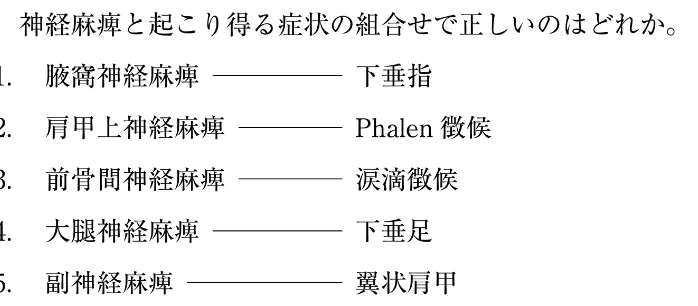 神経麻痺と起こり得る症状の組合せで正しいのはどれか。
1. 腋窩神経麻痺 ――――― 下垂指
2. 肩甲上神経麻痺 ―――― Phalen 徴候
3. 前骨間神経麻痺 ―――― 涙滴徴候
4. 大腿神経麻痺 ――――― 下垂足
5. 副神経麻痺 ―――――― 翼状肩甲